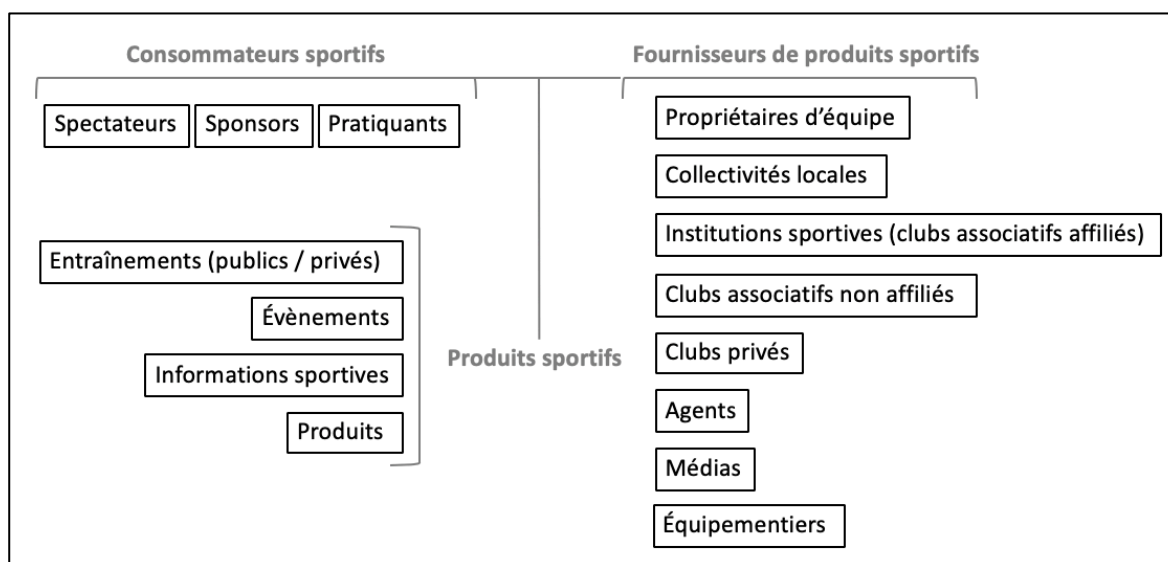 Consommateurs sportifs
Spectateurs Sponsors Pratiquants
Entraînements (publics / privés)
Évènements
Informations sportives
Produits
Produits sportifs
Fournisseurs de produits sportifs
Propriétaires d'équipe
Collectivités locales
Institutions sportives (clubs associatifs affiliés)
Clubs associatifs non affiliés
Clubs privés
Agents
Médias
Équipementiers